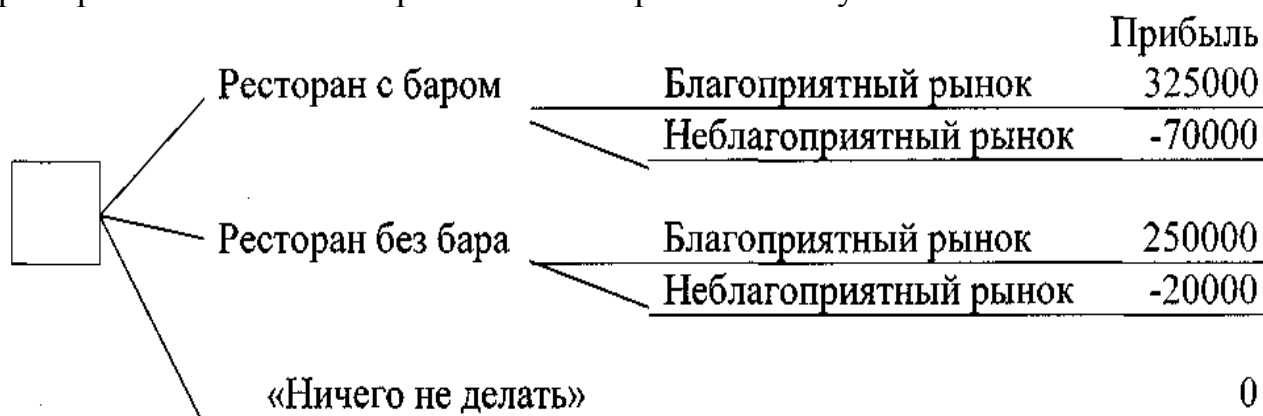 Прибыль
Ресторан с баром Благоприятный рынок 325000
Неблагоприятный рынок -70000
Ресторан без бара Благоприятный рынок 250000
Неблагоприятный рынок -20000
«Ничего не делать» 0